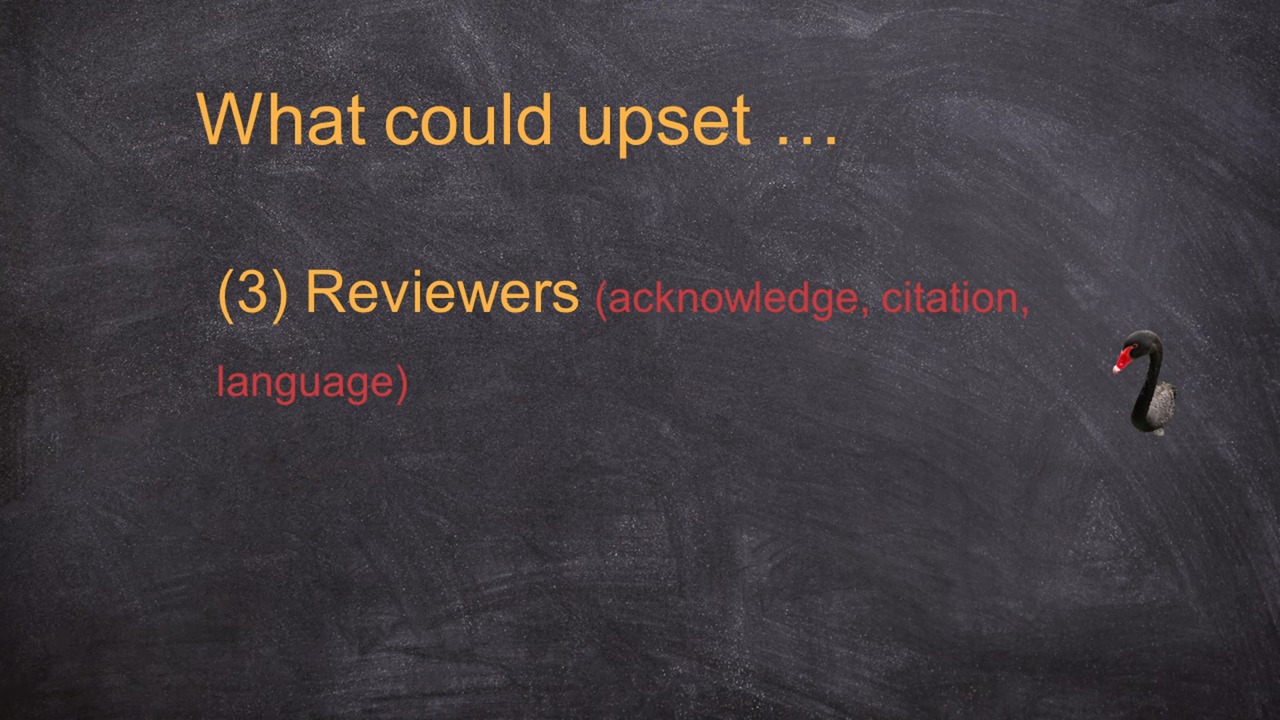 What could upset …
(3) Reviewers (acknowledge, citation,
language)